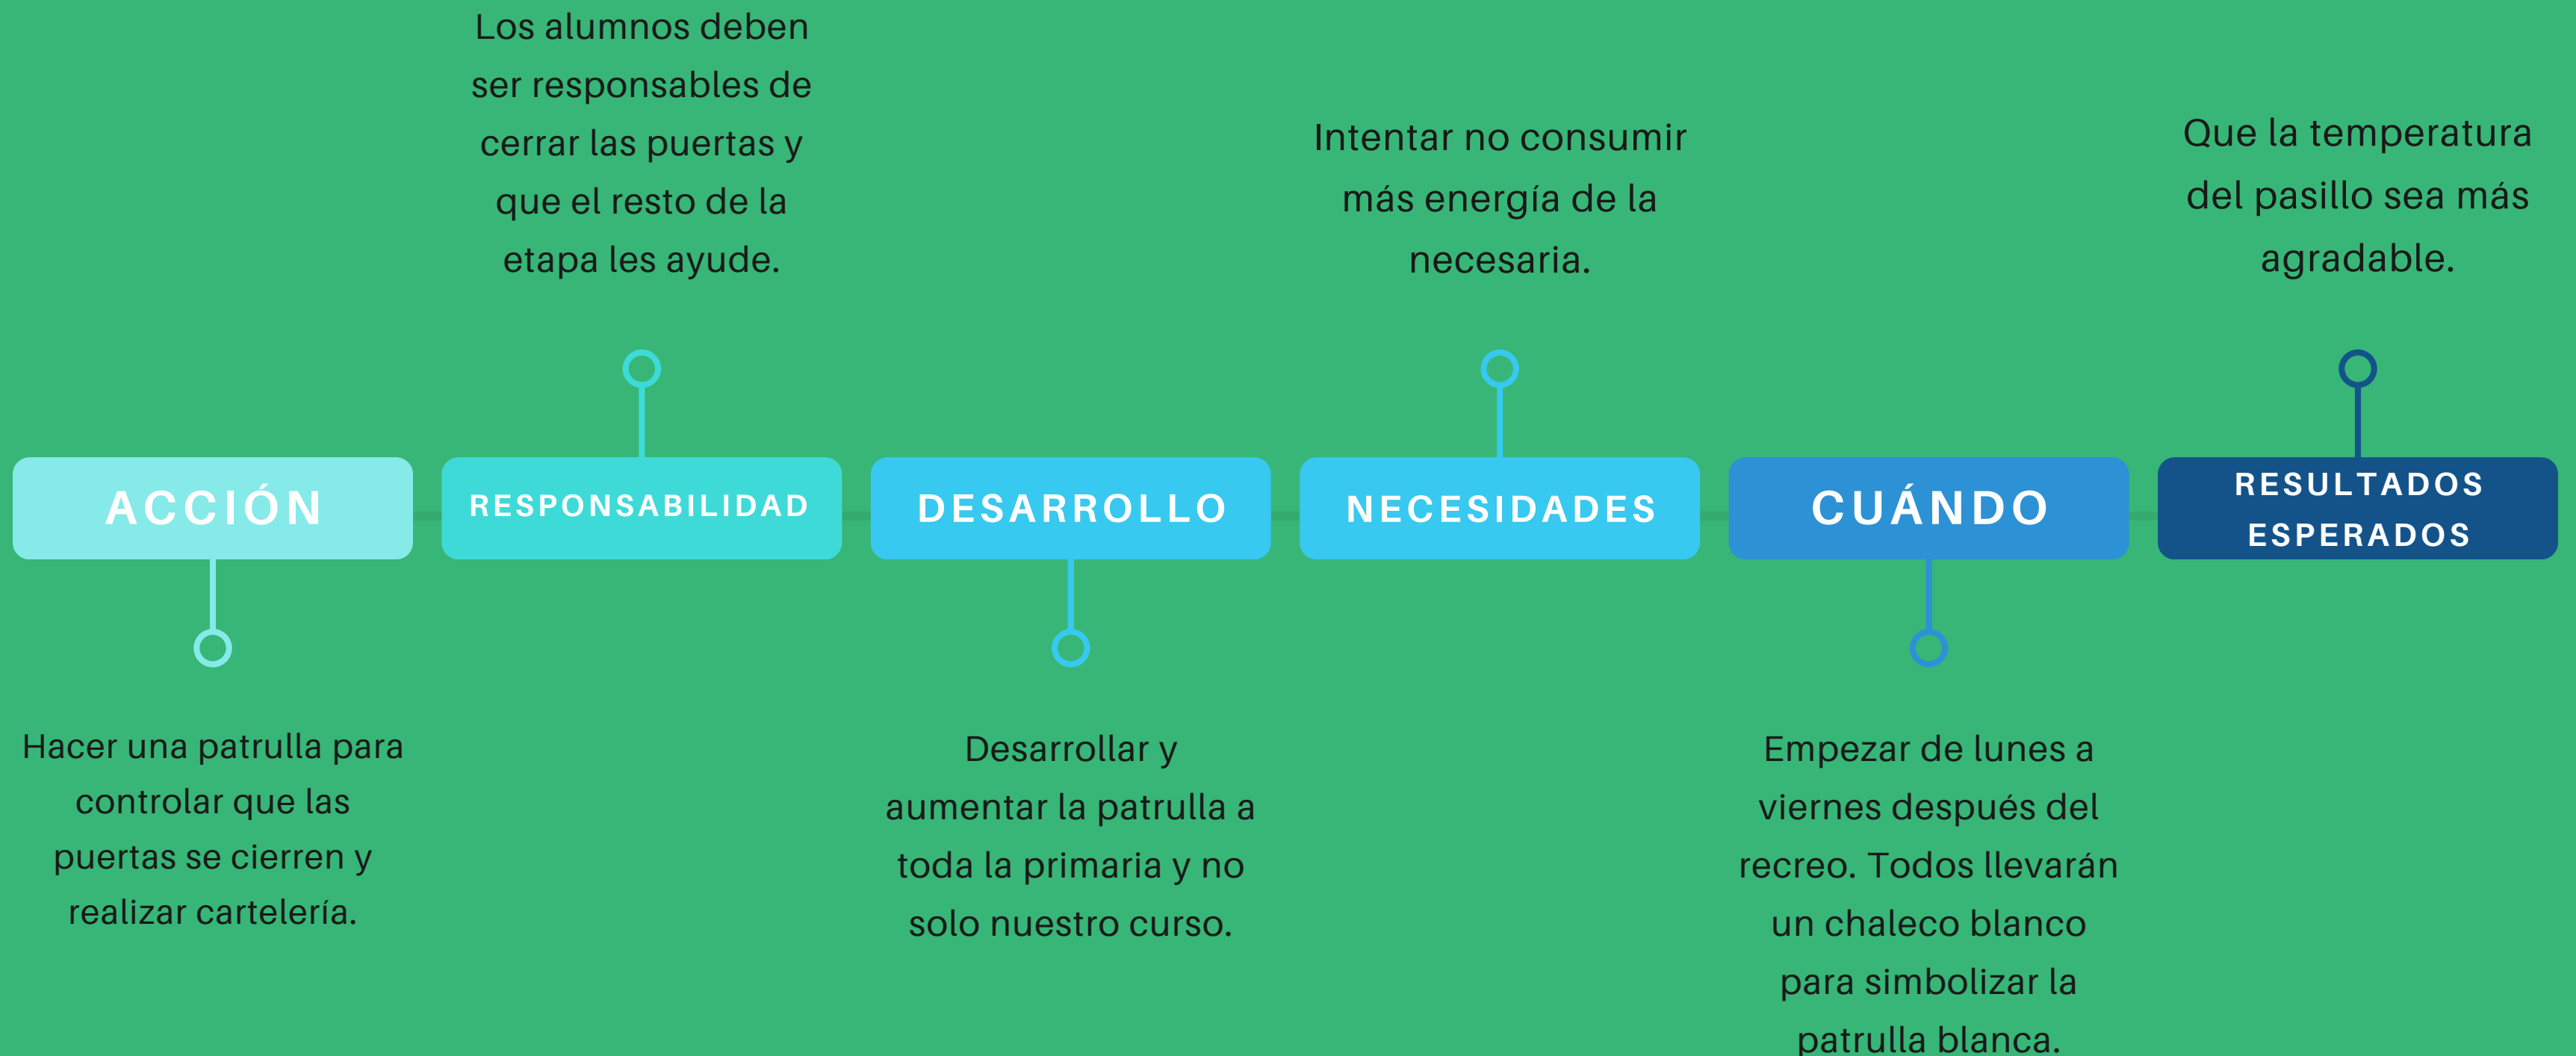 ACCIÓN
Hacer una patrulla para
controlar que las
puertas se cierren y
realizar cartelería.
Los alumnos deben
ser responsables de
cerrar las puertas y
que el resto de la
etapa les ayude.
RESPONSABILIDAD
DESARROLLO
Desarrollar y
aumentar la patrulla a
toda la primaria y no
solo nuestro curso.
Intentar no consumir
más energía de la
necesaria.
NECESIDADES
CUÁNDO
Empezar de lunes a
viernes después del
recreo. Todos llevarán
un chaleco blanco
para simbolizar la
patrulla blanca.
Que la temperatura
del pasillo sea más
agradable.
RESULTADOS
ESPERADOS